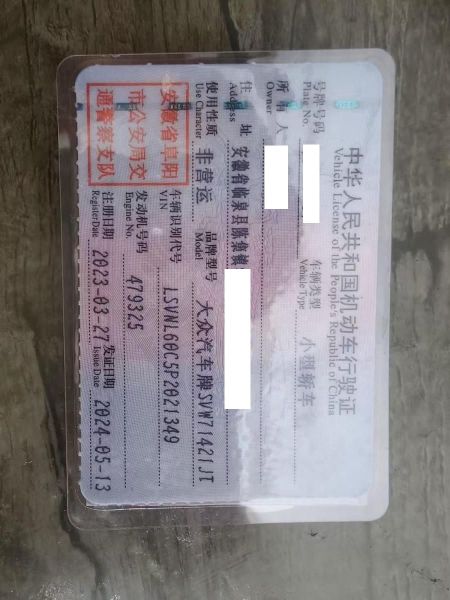 中华人民共和国机动车行驶证
Vehicle License of the People's Republic of China
号牌号码
Plate No.
车辆类型
Vehicle Type
小型轿车
所有人
Owner
住址
Address
安徽省临泉县陈集镇
使用性质
Use Character
非营运
品牌型号
Model
大众汽车牌SVW71421JT
安徽省阜阳
市公安局交
通警察支队
车辆识别代号
VIN
LSVNL60C5P2021349
发动机号码
Engine No.
479325
注册日期
Register Date
2023-03-27
发证日期
Issue Date
2024-05-13